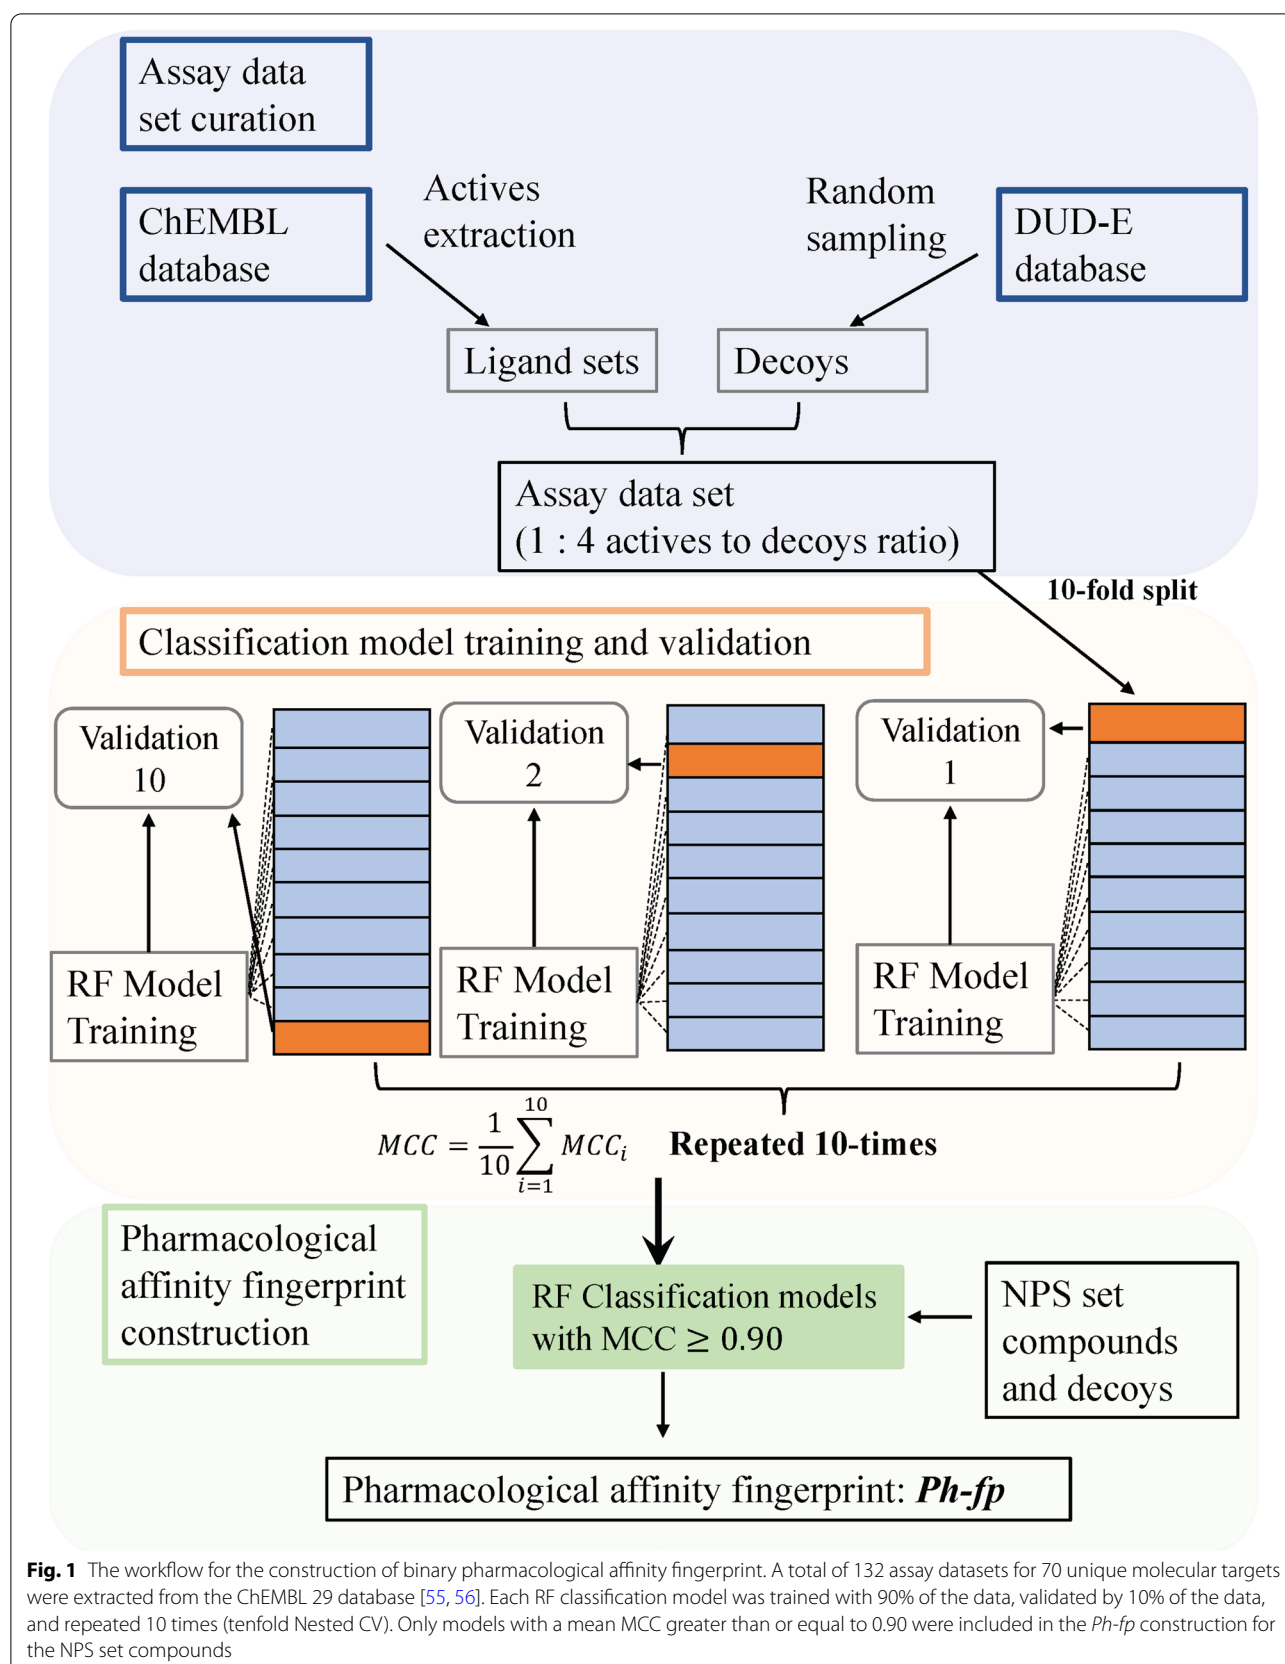 Assay data
set curation
ChEMBL
database
Actives
extraction
Random
sampling
DUD-E
database
Ligand sets
Decoys
Assay data set
(1 : 4 actives to decoys ratio)
10-fold split
Classification model training and validation
Validation
10
Validation
2
Validation
1
RF Model
Training
RF Model
Training
RF Model
Training
MCC = \frac{1}{10} \sum_{i=1}^{10} MCC_i
Repeated 10-times
Pharmacological
affinity fingerprint
construction
RF Classification models
with MCC ≥ 0.90
NPS set
compounds
and decoys
Pharmacological affinity fingerprint: Ph-fp
Fig. 1 The workflow for the construction of binary pharmacological affinity fingerprint. A total of 132 assay datasets for 70 unique molecular targets
were extracted from the ChEMBL 29 database [55, 56]. Each RF classification model was trained with 90% of the data, validated by 10% of the data,
and repeated 10 times (tenfold Nested CV). Only models with a mean MCC greater than or equal to 0.90 were included in the Ph-fp construction for
the NPS set compounds